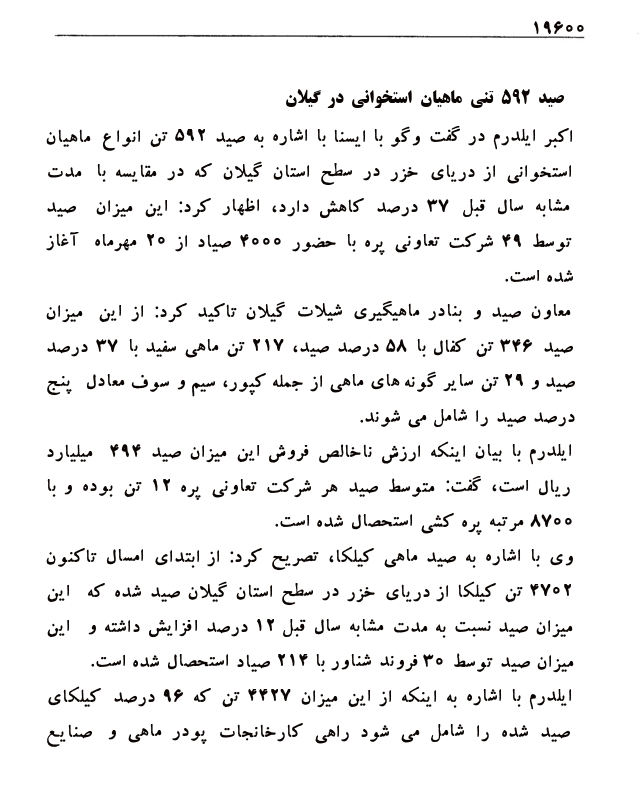 ۱۹۶۰۰
صید ۵۹۲ تنی ماهیان استخوانی در گیلان
اکبر ایلدرم در گفت وگو با ایسنا با اشاره به صید ۵۹۲ تن انواع ماهیان
استخوانی از دریای خزر در سطح استان گیلان که در مقایسه با مدت
مشابه سال قبل ۳۷ درصد کاهش دارد، اظهار کرد: این میزان صید
توسط ۴۹ شرکت تعاونی پره با حضور ۴۰۰۰ صیاد از ۲۰ مهرماه آغاز
شده است.
معاون صید و بنادر ماهیگیری شیلات گیلان تاکید کرد: از این میزان
صید ۳۴۶ تن کفال با ۵۸ درصد صید، ۲۱۷ تن ماهی سفید با ۳۷ درصد
صید و ۲۹ تن سایر گونه های ماهی از جمله کپور، سیم و سوف معادل پنج
درصد صید را شامل می شوند.
ایلدرم با بیان اینکه ارزش ناخالص فروش این میزان صید ۴۹۴ میلیارد
ریال است، گفت: متوسط صید هر شرکت تعاونی پره ۱۲ تن بوده و با
۸۷۰۰ مرتبه پره کشی استحصال شده است.
وی با اشاره به صید ماهی کیلکا، تصریح کرد: از ابتدای امسال تاکنون
۴۷۰۲ تن کیلکا از دریای خزر در سطح استان گیلان صید شده که این
میزان صید نسبت به مدت مشابه سال قبل ۱۲ درصد افزایش داشته و این
میزان صید توسط ۳۰ فروند شناور با ۲۱۴ صیاد استحصال شده است.
ایلدرم با اشاره به اینکه از این میزان ۴۴۲۷ تن که ۹۶ درصد کیلکای
صید شده را شامل می شود راهی کارخانجات پودر ماهی و صنایع